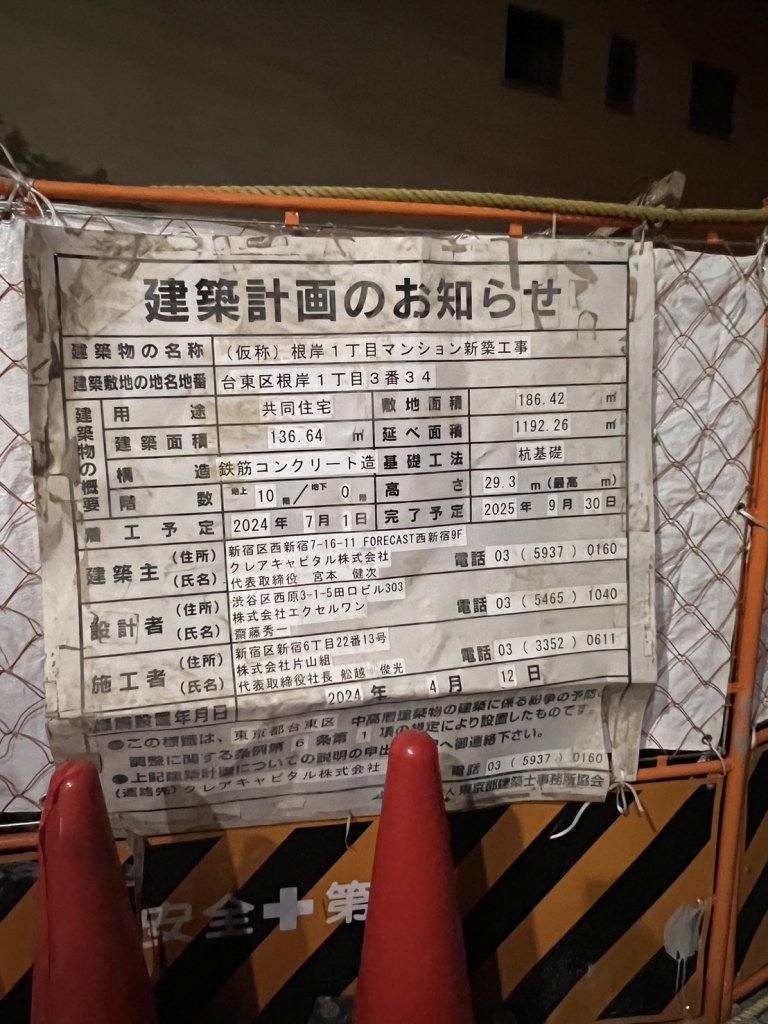 建築計画のお知らせ
建築物の名称 （仮称）根岸1丁目マンション新築工事
建築敷地の地名地番 台東区根岸1丁目3番34
建築物の概要
用途 共同住宅 敷地面積 186.42 ㎡
建築面積 136.64 ㎡ 延べ面積 1192.26 ㎡
構造 鉄筋コンクリート造 基礎工法 杭基礎
階数 地上 10 階／地下 0 階 高さ 29.3 m（最高 m）
着工予定 2024年 7月 1日 完了予定 2025年 9月 30日
建築主 （住所） 新宿区西新宿7-16-11 FORECAST西新宿9F
クレアキャピタル株式会社 電話 03（5937）0160
（氏名） 代表取締役 宮本 健次
設計者 （住所） 渋谷区西原3-1-5田口ビル303
株式会社エクセルワン 電話 03（5465）1040
（氏名） 齋藤秀一
施工者 （住所） 新宿区新宿6丁目22番13号
株式会社片山組 電話 03（3352）0611
（氏名） 代表取締役社長 舩越 俊光
標識設置年月日 2024年 4月 12日
●この標識は、東京都台東区 中高層建築物の建築に係る紛争の予防
調整に関する条例第6条第1項の規定により設置したものです。
●上記建築計画についての説明の申出 へ御連絡下さい。
（連絡先）クレアキャピタル株式会社 電話 03（5937）0160
人東京都建築士事務所協会
安全＋第